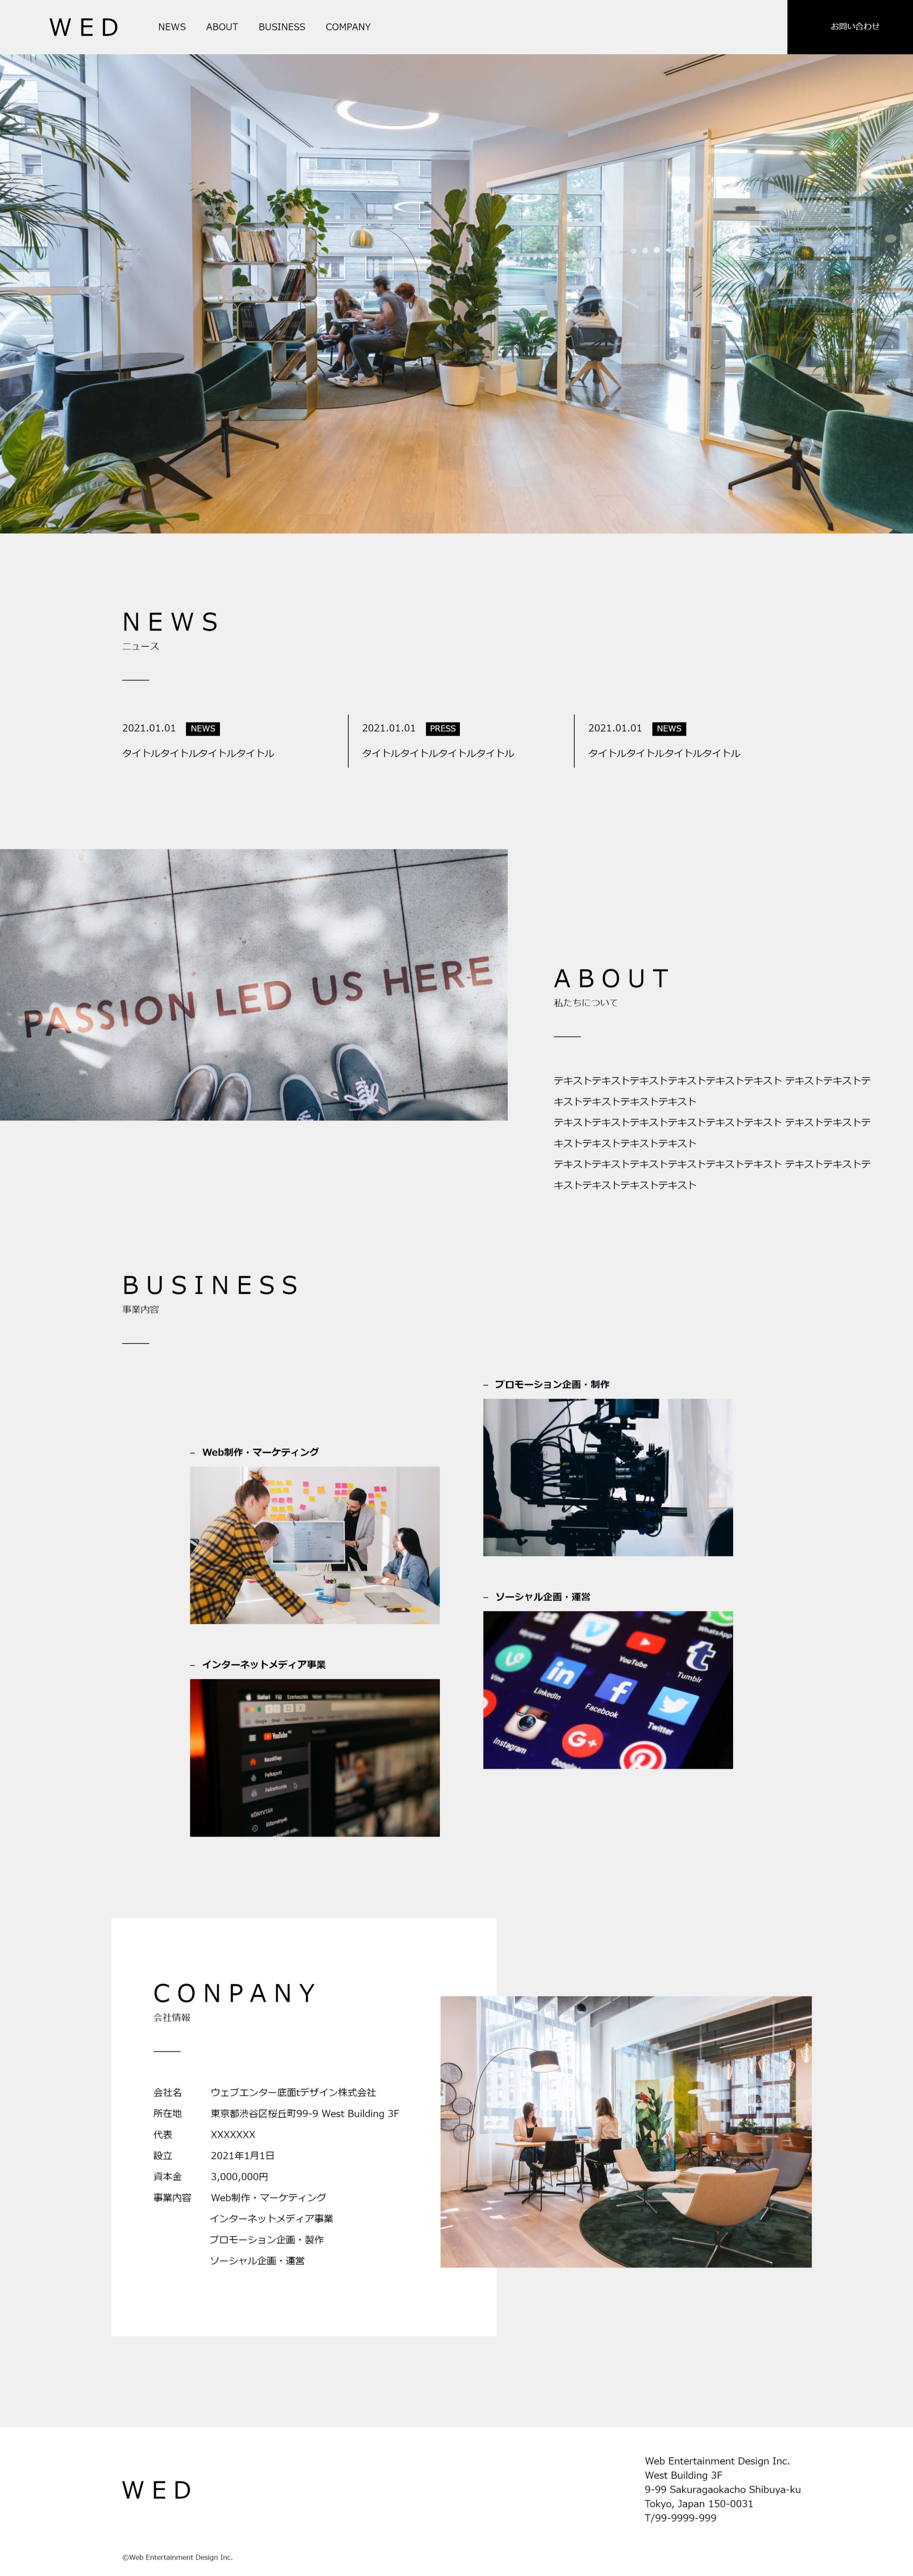 WED NEWS ABOUT BUSINESS COMPANY お問い合わせ
NEWS
ニュース
2021.01.01 NEWS
タイトルタイトルタイトルタイトル
2021.01.01 PRESS
タイトルタイトルタイトルタイトル
2021.01.01 NEWS
タイトルタイトルタイトルタイトル
PASSION LED US HERE
ABOUT
私たちについて
テキストテキストテキストテキストテキストテキスト テキストテキストテ
キストテキストテキストテキスト
テキストテキストテキストテキストテキストテキスト テキストテキストテ
キストテキストテキストテキスト
テキストテキストテキストテキストテキストテキスト テキストテキストテ
キストテキストテキストテキスト
BUSINESS
事業内容
– プロモーション企画・制作
– Web制作・マーケティング
– ソーシャル企画・運営
WhatsApp
Vimeo
YouTube
Tumblr
Vine
LinkedIn
Facebook
Twitter
Instagram
Google+
– インターネットメディア事業
Safari
YouTube
Kezdőlap
CONPANY
会社情報
会社名 ウェブエンター底面tデザイン株式会社
所在地 東京都渋谷区桜丘町99-9 West Building 3F
代表 XXXXXXX
設立 2021年1月1日
資本金 3,000,000円
事業内容 Web制作・マーケティング
インターネットメディア事業
プロモーション企画・製作
ソーシャル企画・運営
WED
Web Entertainment Design Inc.
West Building 3F
9-99 Sakuragaokacho Shibuya-ku
Tokyo, Japan 150-0031
T/99-9999-999
©Web Entertainment Design Inc.